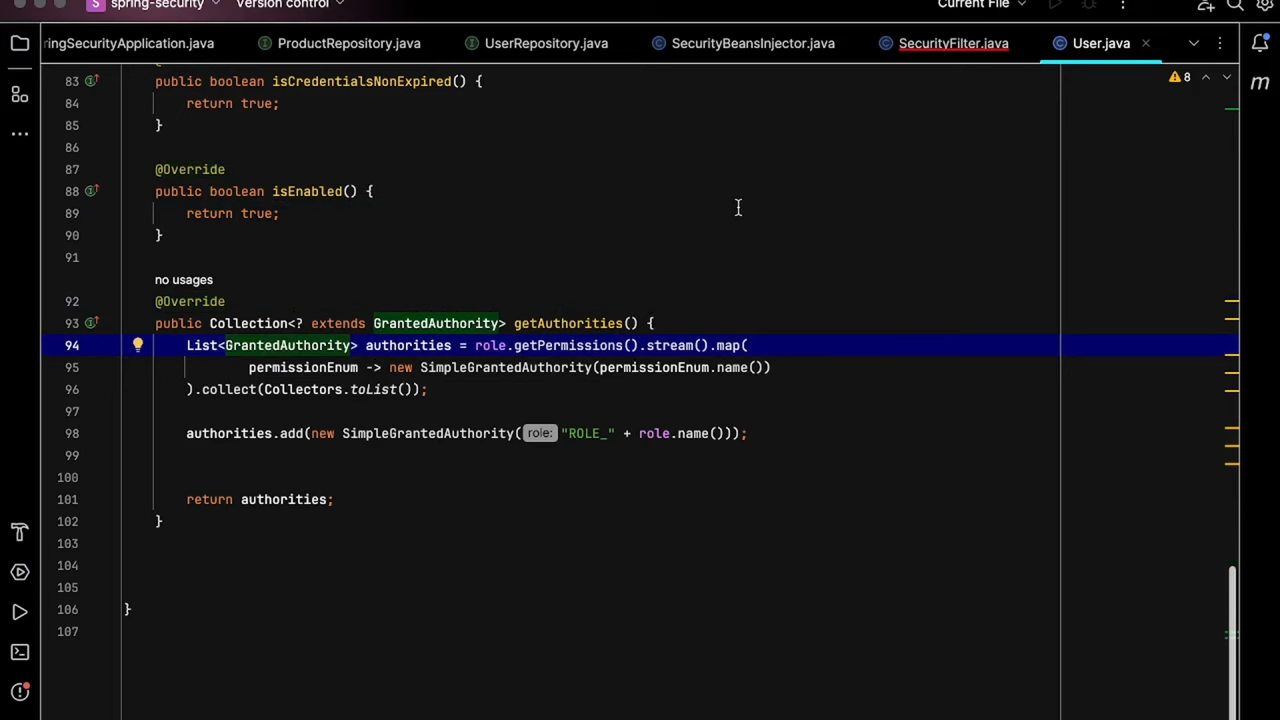 S spring-security Version control Current File
ringSecurityApplication.java ProductRepository.java UserRepository.java SecurityBeansInjector.java SecurityFilter.java User.java
8
83 public boolean isCredentialsNonExpired() {
84 return true;
85 }
86
87 @Override
88 public boolean isEnabled() {
89 return true;
90 }
91
no usages
92 @Override
93 public Collection<? extends GrantedAuthority> getAuthorities() {
94 List<GrantedAuthority> authorities = role.getPermissions().stream().map(
95 permissionEnum -> new SimpleGrantedAuthority(permissionEnum.name())
96 ).collect(Collectors.toList());
97
98 authorities.add(new SimpleGrantedAuthority( role: "ROLE_" + role.name()));
99
100
101 return authorities;
102 }
103
104
105
106 }
107